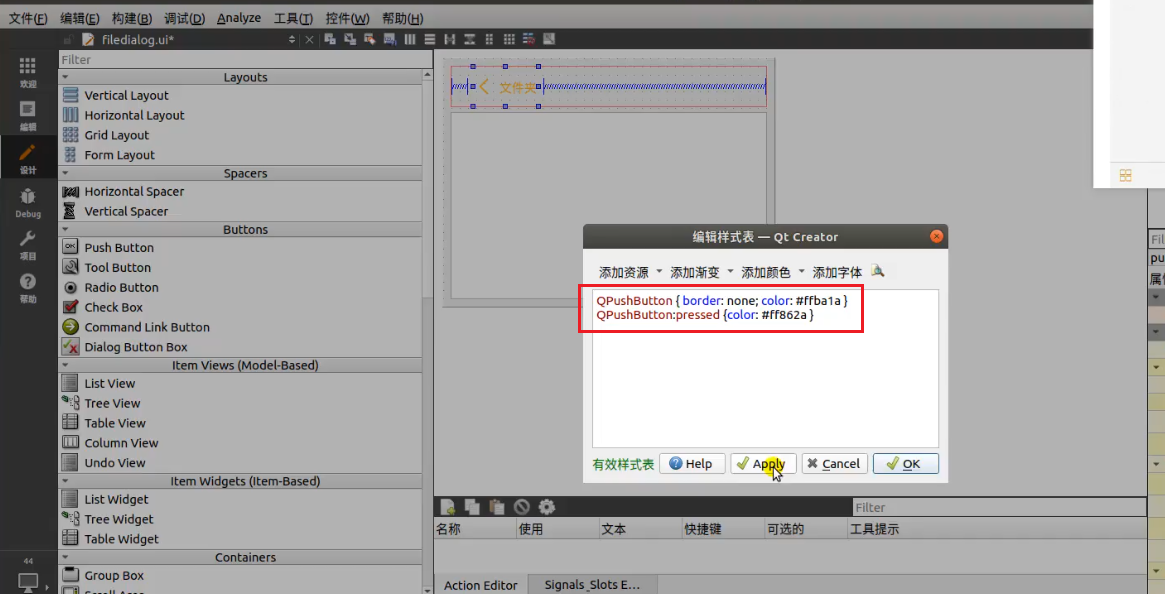 文件(F) 编辑(E) 构建(B) 调试(D) Analyze 工具(T) 控件(W) 帮助(H)
filedialog.ui*
欢迎
编辑
设计
Debug
项目
帮助
44
Filter
Layouts
Vertical Layout
Horizontal Layout
Grid Layout
Form Layout
Spacers
Horizontal Spacer
Vertical Spacer
Buttons
OK Push Button
Tool Button
Radio Button
Check Box
Command Link Button
Dialog Button Box
Item Views (Model-Based)
List View
Tree View
Table View
Column View
Undo View
Item Widgets (Item-Based)
List Widget
Tree Widget
Table Widget
Containers
Group Box
Scroll Area
文件夹
编辑样式表 — Qt Creator
添加资源 添加渐变 添加颜色 添加字体
QPushButton { border: none; color: #ffba1a }
QPushButton:pressed {color: #ff862a }
有效样式表 Help Apply Cancel OK
Filter
名称 使用 文本 快捷键 可选的 工具提示
Action Editor Signals_Slots E...
Fil
pu
属